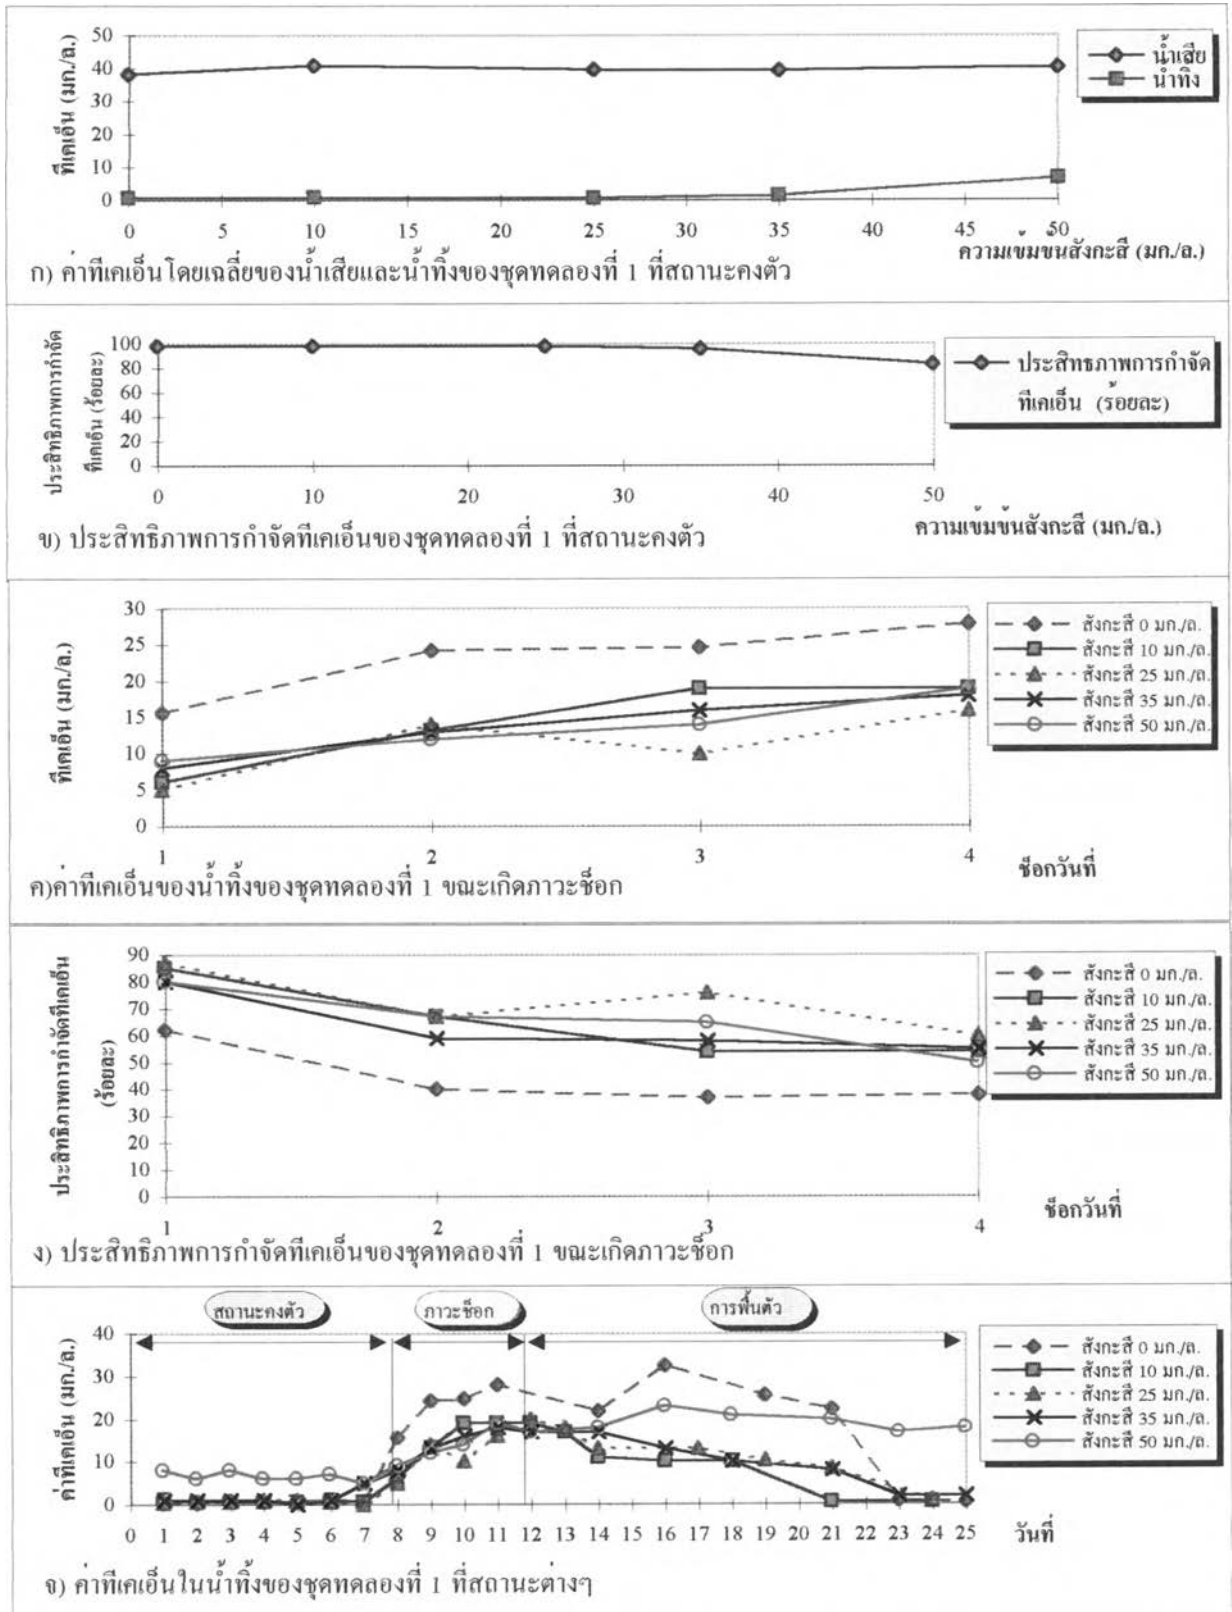 50
40
30
20
10
0
ทีเคเอ็น (มก./ล.)
0 5 10 15 20 25 30 35 40 45 50
น้ำเสีย
น้ำทิ้ง
ความเข้มข้นสังกะสี (มก./ล.)
ก) ค่าทีเคเอ็นโดยเฉลี่ยของน้ำเสียและน้ำทิ้งของชุดทดลองที่ 1 ที่สถานะคงตัว
ประสิทธิภาพการกำจัด
ทีเคเอ็น (ร้อยละ)
100
80
60
40
20
0
0 10 20 30 40 50
ประสิทธภาพการกำจัด
ทีเคเอ็น (ร้อยละ)
ความเข้มข้นสังกะสี (มก./ล.)
ข) ประสิทธิภาพการกำจัดทีเคเอ็นของชุดทดลองที่ 1 ที่สถานะคงตัว
ทีเคเอ็น (มก./ล.)
30
25
20
15
10
5
0
1 2 3 4
สังกะสี 0 มก./ล.
สังกะสี 10 มก./ล.
สังกะสี 25 มก./ล.
สังกะสี 35 มก./ล.
สังกะสี 50 มก./ล.
ช็อกวันที่
ค)ค่าทีเคเอ็นของน้ำทิ้งของชุดทดลองที่ 1 ขณะเกิดภาวะช็อก
ประสิทธิภาพการกำจัดทีเคเอ็น
(ร้อยละ)
90
80
70
60
50
40
30
20
10
0
1 2 3 4
สังกะสี 0 มก./ล.
สังกะสี 10 มก./ล.
สังกะสี 25 มก./ล.
สังกะสี 35 มก./ล.
สังกะสี 50 มก./ล.
ช็อกวันที่
ง) ประสิทธิภาพการกำจัดทีเคเอ็นของชุดทดลองที่ 1 ขณะเกิดภาวะช็อก
สถานะคงตัว
ภาวะช็อก
การฟื้นตัว
ค่าทีเคเอ็น (มก./ล.)
40
30
20
10
0
0 1 2 3 4 5 6 7 8 9 10 11 12 13 14 15 16 17 18 19 20 21 22 23 24 25
สังกะสี 0 มก./ล.
สังกะสี 10 มก./ล.
สังกะสี 25 มก./ล.
สังกะสี 35 มก./ล.
สังกะสี 50 มก./ล.
วันที่
จ) ค่าทีเคเอ็นในน้ำทิ้งของชุดทดลองที่ 1 ที่สถานะต่างๆ